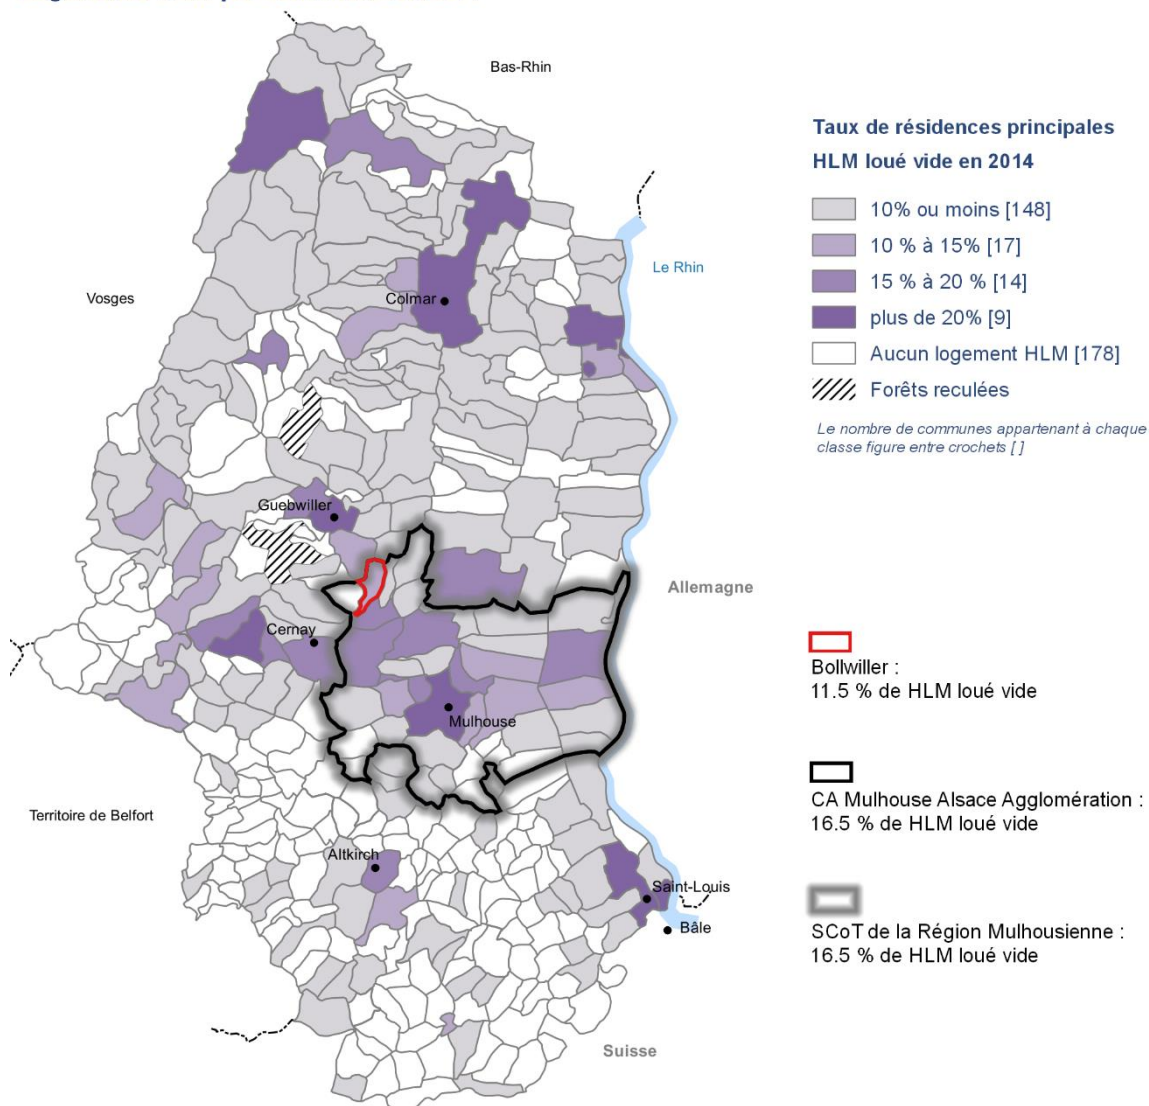 Bas-Rhin
Taux de résidences principales
HLM loué vide en 2014
10% ou moins [148]
10 % à 15% [17]
15 % à 20 % [14]
plus de 20% [9]
Aucun logement HLM [178]
Forêts reculées
Le nombre de communes appartenant à chaque
classe figure entre crochets [ ]
Le Rhin
Vosges
Colmar
Guebwiller
Allemagne
Cernay
Mulhouse
Bollwiller :
11.5 % de HLM loué vide
CA Mulhouse Alsace Agglomération :
16.5 % de HLM loué vide
Territoire de Belfort
Altkirch
Saint-Louis
Bâle
SCoT de la Région Mulhousienne :
16.5 % de HLM loué vide
Suisse